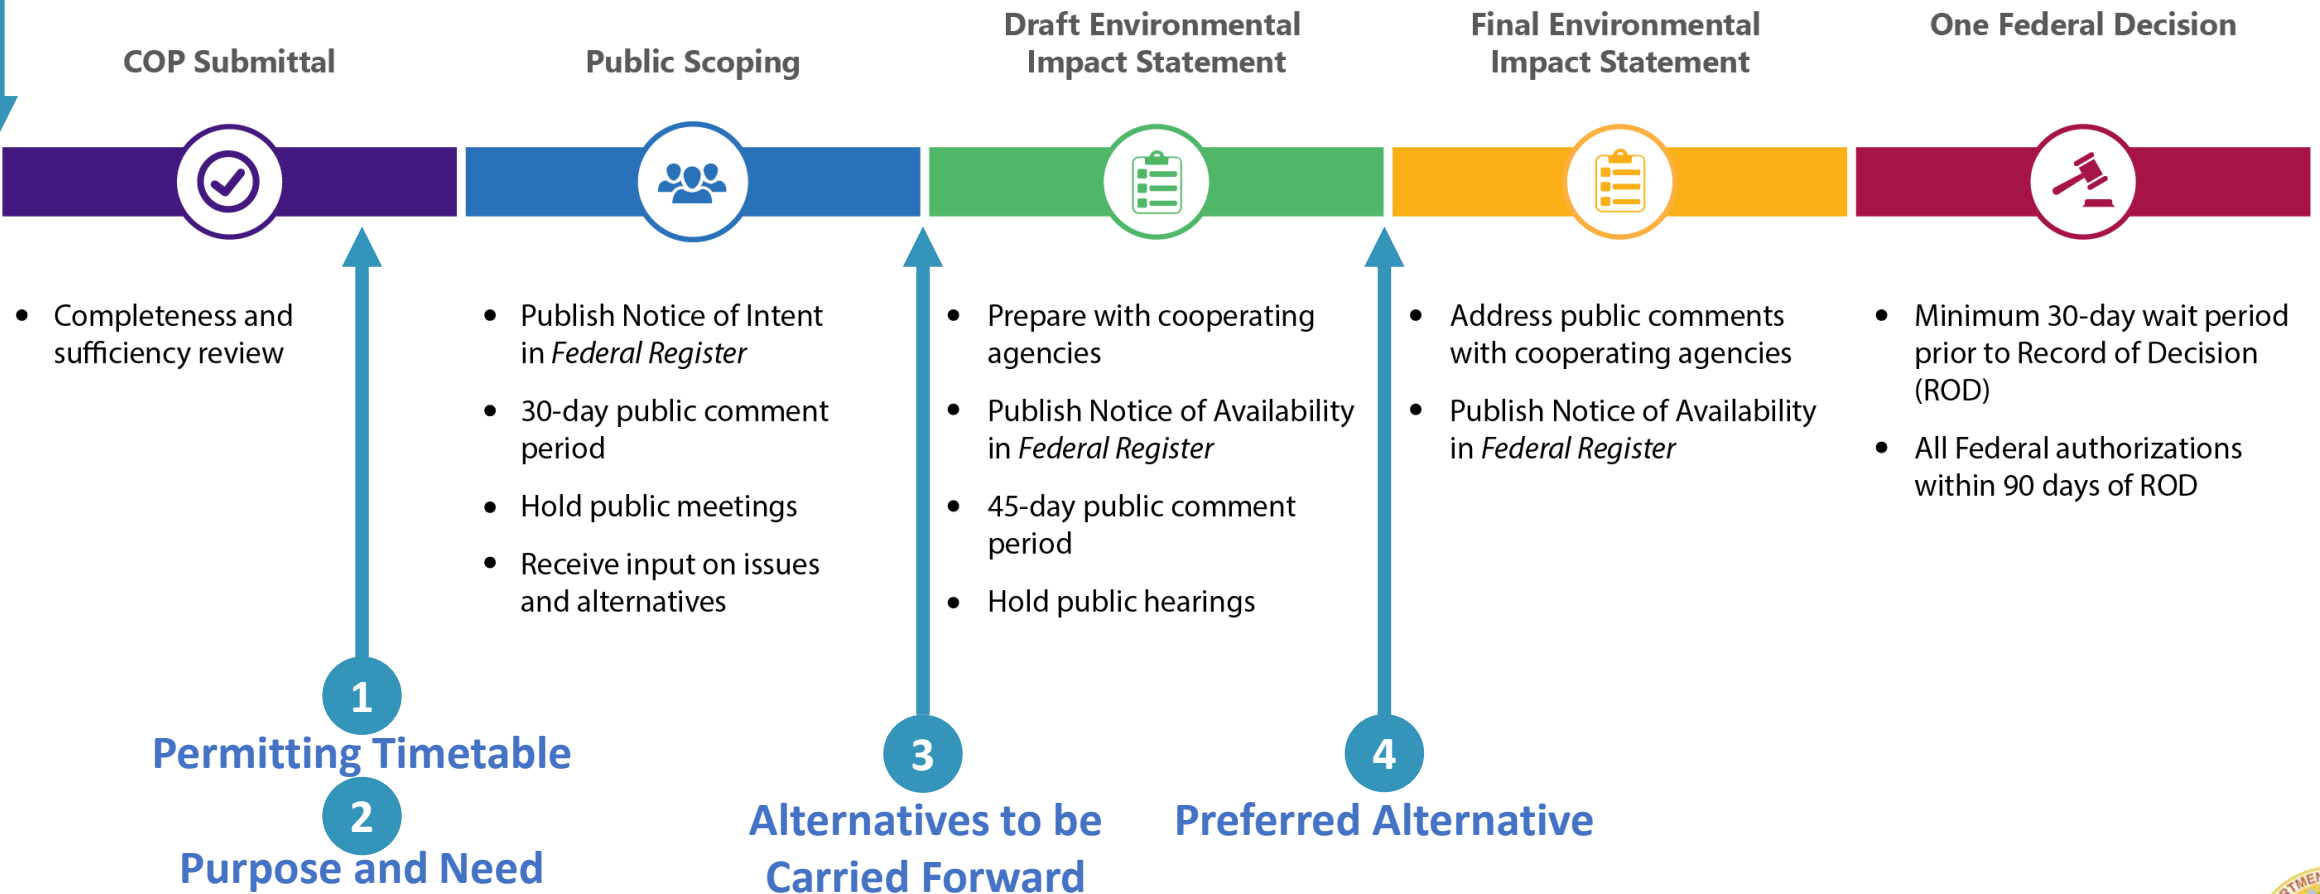 COP Submittal
Public Scoping
Draft Environmental
Impact Statement
Final Environmental
Impact Statement
One Federal Decision
• Completeness and
sufficiency review
• Publish Notice of Intent
in Federal Register
• 30-day public comment
period
• Hold public meetings
• Receive input on issues
and alternatives
• Prepare with cooperating
agencies
• Publish Notice of Availability
in Federal Register
• 45-day public comment
period
• Hold public hearings
• Address public comments
with cooperating agencies
• Publish Notice of Availability
in Federal Register
• Minimum 30-day wait period
prior to Record of Decision
(ROD)
• All Federal authorizations
within 90 days of ROD
1
Permitting Timetable
2
Purpose and Need
3
Alternatives to be
Carried Forward
4
Preferred Alternative